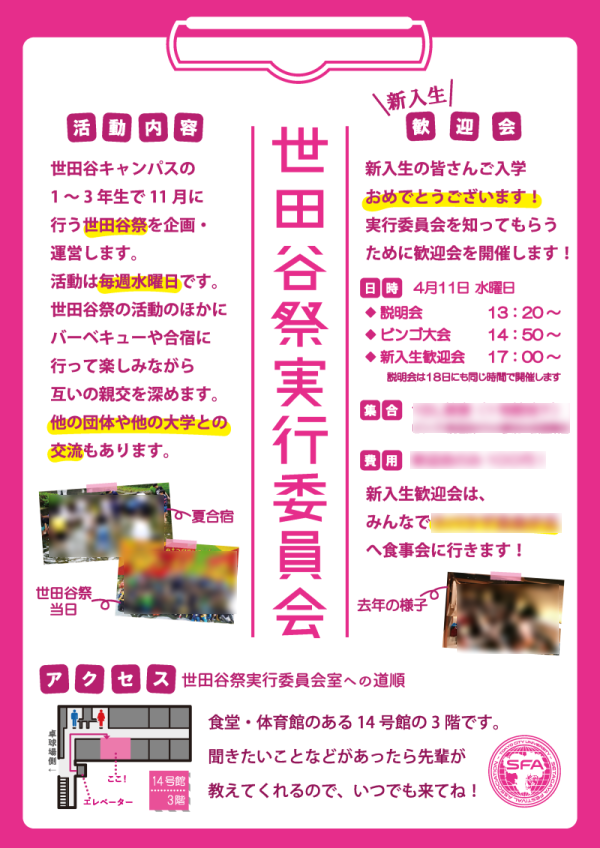 世田谷祭実行委員会
活動内容
世田谷キャンパスの
1～3年生で11月に
行う世田谷祭を企画・
運営します。
活動は毎週水曜日です。
世田谷祭の活動のほかに
バーベキューや合宿に
行って楽しみながら
互いの親交を深めます。
他の団体や他の大学との
交流もあります。
夏合宿
世田谷祭
当日
新入生
歓迎会
新入生の皆さんご入学
おめでとうございます！
実行委員会を知ってもらう
ために歓迎会を開催します！
日時 4月11日 水曜日
◆ 説明会 13：20～
◆ ビンゴ大会 14：50～
◆ 新入生歓迎会 17：00～
説明会は18日にも同じ時間で開催します
集合
費用
新入生歓迎会は、
みんなで
へ食事会に行きます！
去年の様子
アクセス 世田谷祭実行委員会室への道順
卓球場側→
ここ！
エレベーター
14号館
3階
食堂・体育館のある14号館の3階です。
聞きたいことなどがあったら先輩が
教えてくれるので、いつでも来てね！
SFA